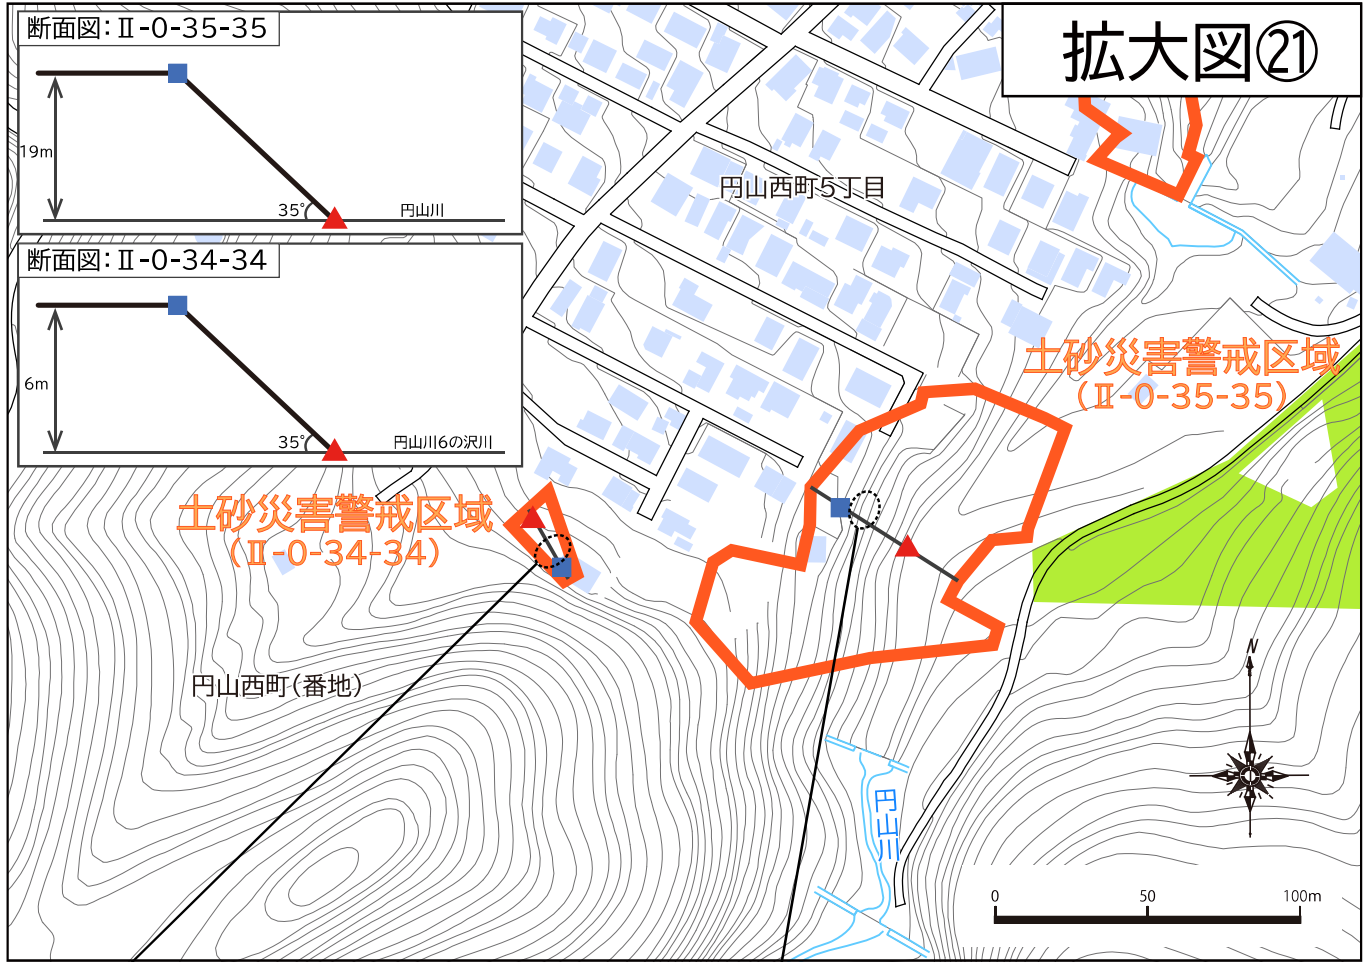 断面図：Ⅱ-0-35-35
19m
35°
円山川
断面図：Ⅱ-0-34-34
6m
35°
円山川6の沢川
拡大図㉑
円山西町5丁目
土砂災害警戒区域
（Ⅱ-0-35-35）
土砂災害警戒区域
（Ⅱ-0-34-34）
円山西町（番地）
円山川
N
0 50 100m